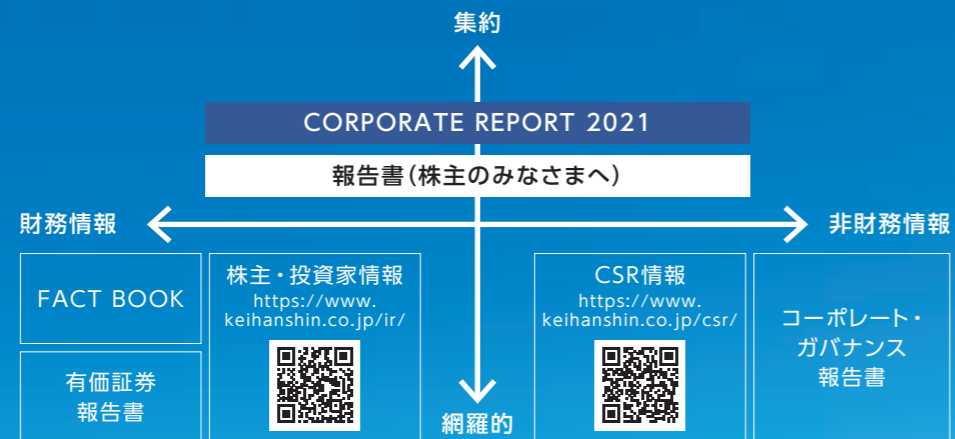 集約
CORPORATE REPORT 2021
報告書(株主のみなさまへ)
財務情報
非財務情報
FACT BOOK
有価証券
報告書
株主・投資家情報
https://www.
keihanshin.co.jp/ir/
CSR情報
https://www.
keihanshin.co.jp/csr/
コーポレート・
ガバナンス
報告書
網羅的